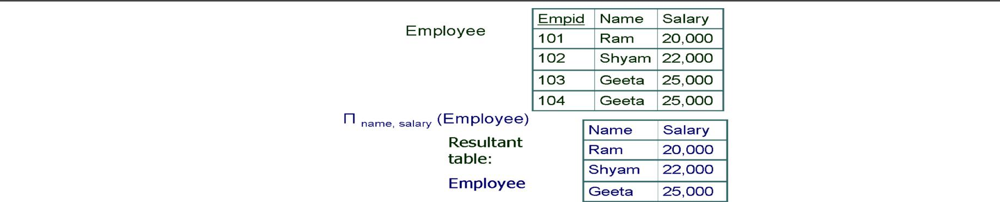 Employee
Empid Name Salary
101 Ram 20,000
102 Shyam 22,000
103 Geeta 25,000
104 Geeta 25,000
Π name, salary (Employee)
Resultant
table:
Employee
Name Salary
Ram 20,000
Shyam 22,000
Geeta 25,000